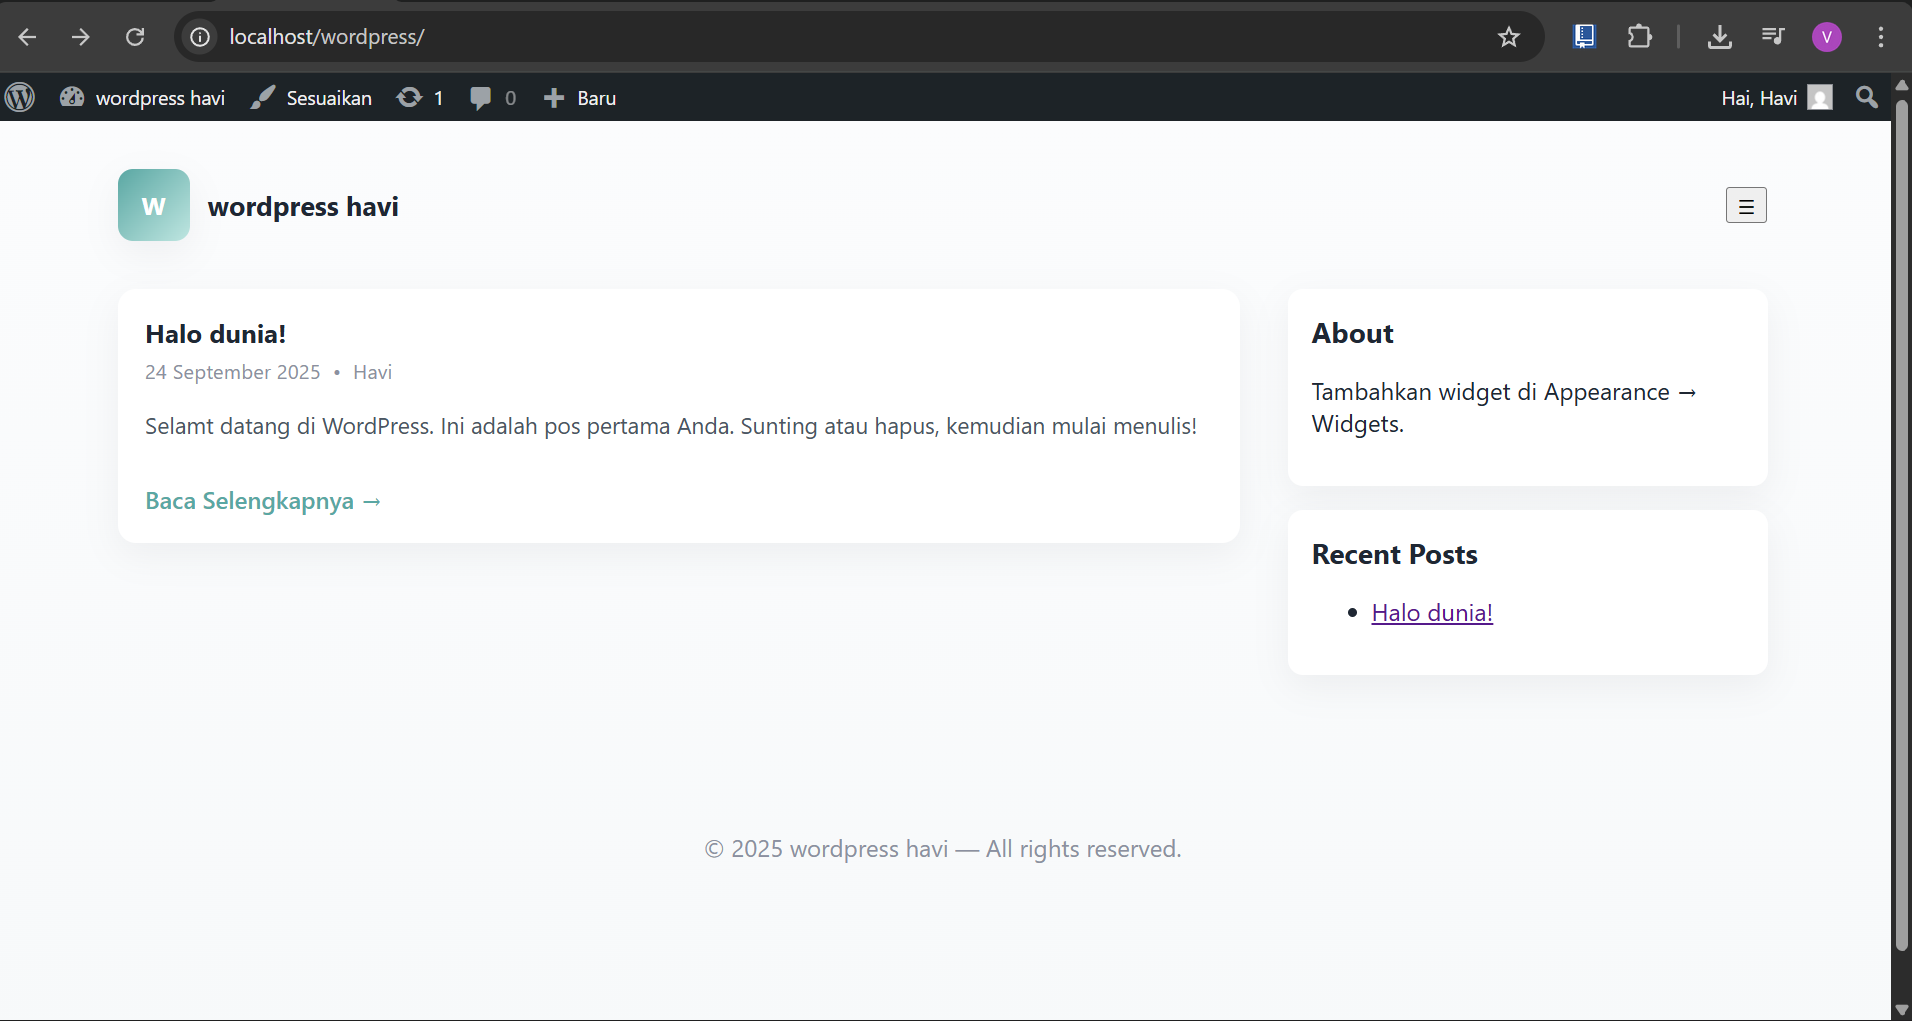 localhost/wordpress/
V
wordpress havi Sesuaikan 1 0 Baru Hai, Havi
w wordpress havi
Halo dunia!
24 September 2025 • Havi
Selamt datang di WordPress. Ini adalah pos pertama Anda. Sunting atau hapus, kemudian mulai menulis!
Baca Selengkapnya →
About
Tambahkan widget di Appearance →
Widgets.
Recent Posts
• Halo dunia!
© 2025 wordpress havi — All rights reserved.